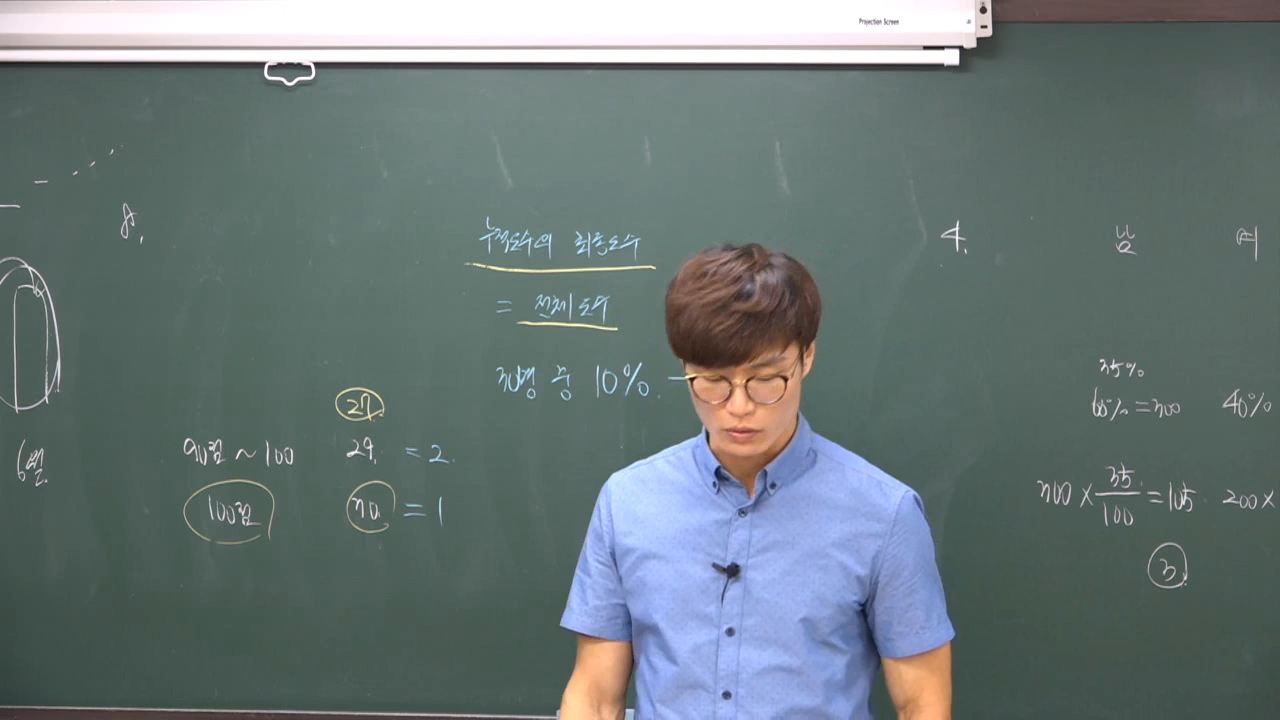 Projection Screen
8.
누적도수의 최종도수
= 전체 도수
30명 중 10%
27
90점 ~ 100 29. = 2.
100점 30. = 1
6월
4.
남 여
35%
60% = 300 40%
300 × 35/100 = 105 200 ×
3